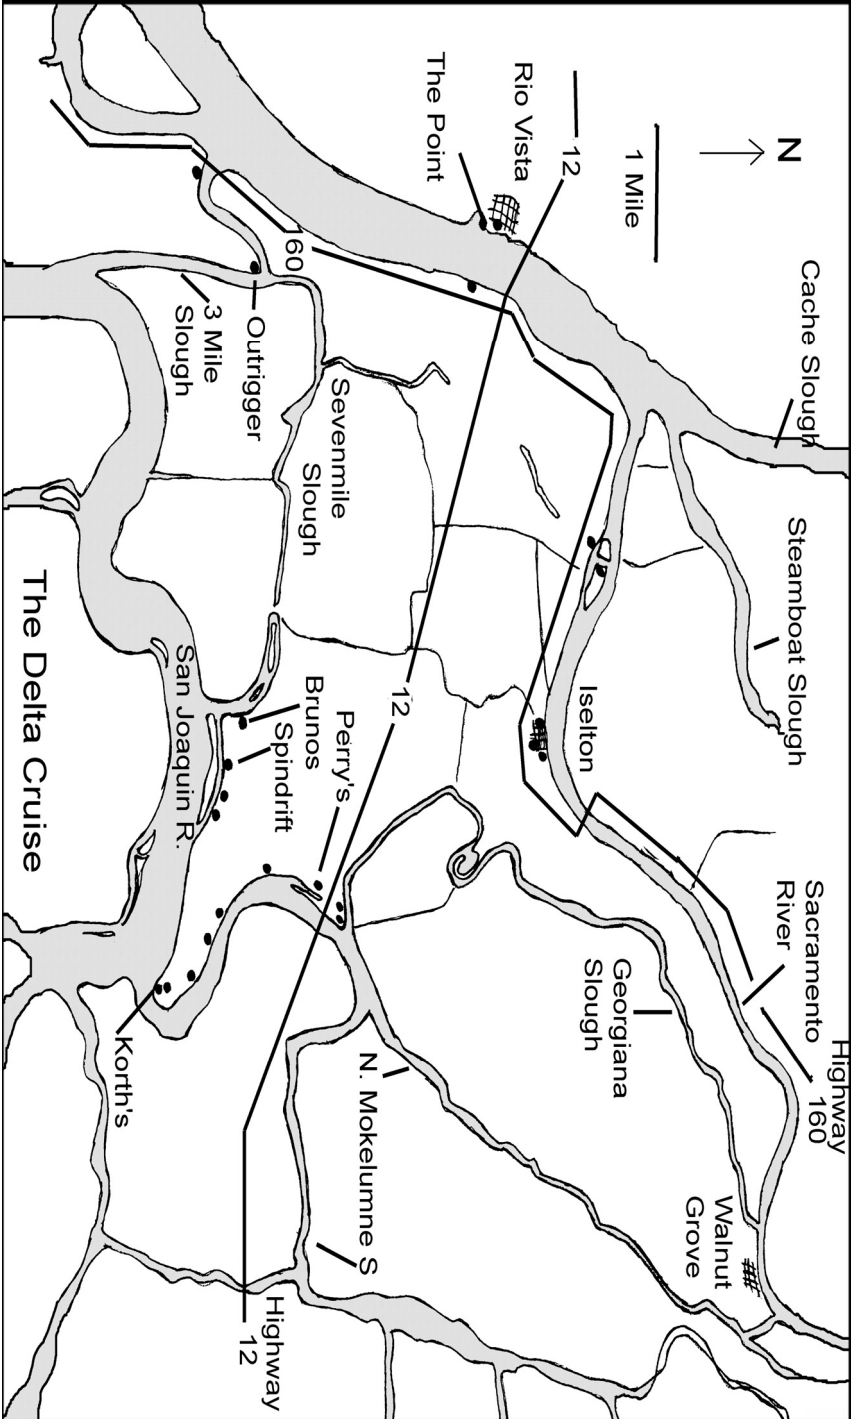 N
1 Mile
12
Rio Vista
The Point
Cache Slough
Steamboat Slough
Highway
160
Sacramento
River
Walnut
Grove
Iselton
Georgiana
Slough
160
Outrigger
3 Mile
Slough
Sevenmile
Slough
12
Perry's
Brunos
Spindrift
N. Mokelumne S
Highway
12
San Joaquin R.
Korth's
The Delta Cruise